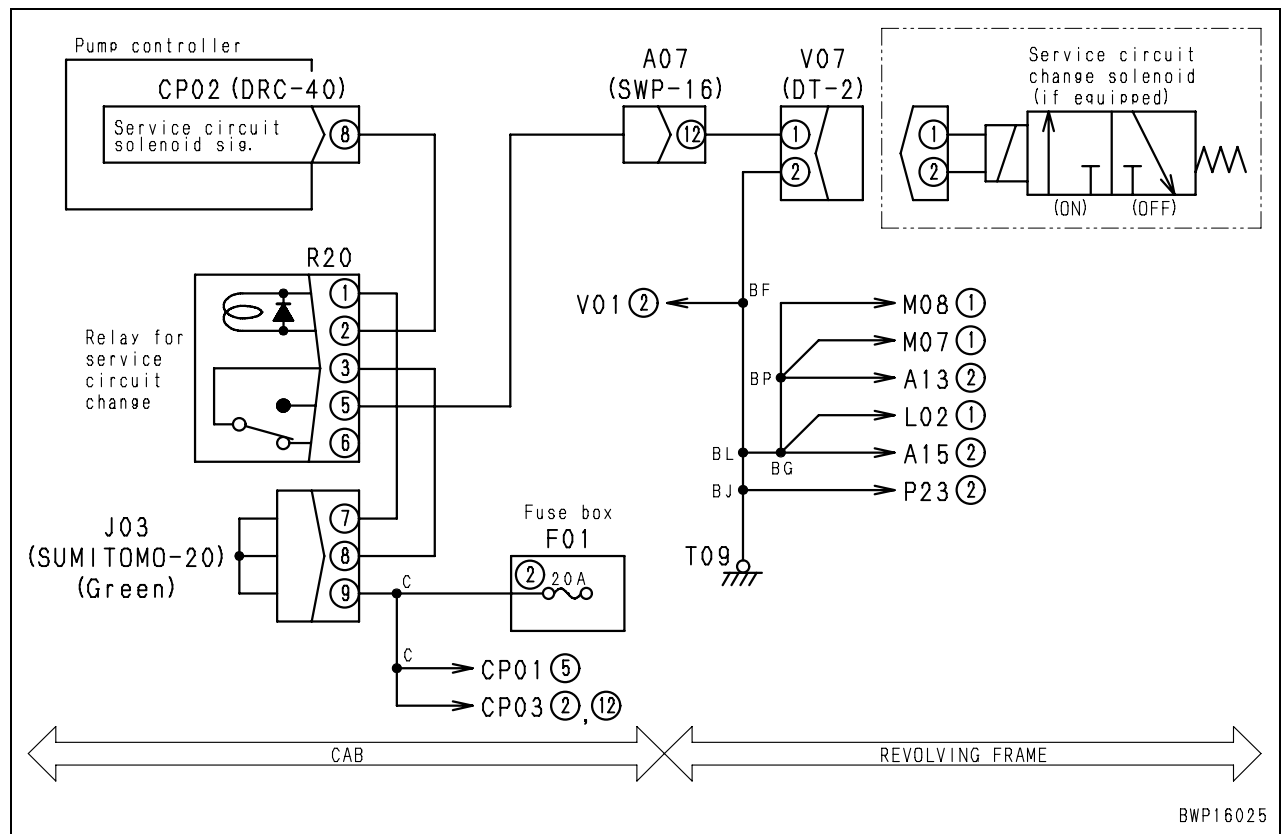 Pump controller
CP02 (DRC-40)
Service circuit
solenoid sig.
8
A07
(SWP-16)
12
V07
(DT-2)
1
2
Service circuit
change solenoid
(if equipped)
1
2
(ON)
(OFF)
R20
1
2
3
5
6
Relay for
service
circuit
change
J03
(SUMITOMO-20)
(Green)
7
8
9
C
C
Fuse box
F01
2 20A
CP01 5
CP03 2, 12
V01 2
BF
BP
BL
BG
BJ
M08 1
M07 1
A13 2
L02 1
A15 2
P23 2
T09
CAB
REVOLVING FRAME
BWP16025